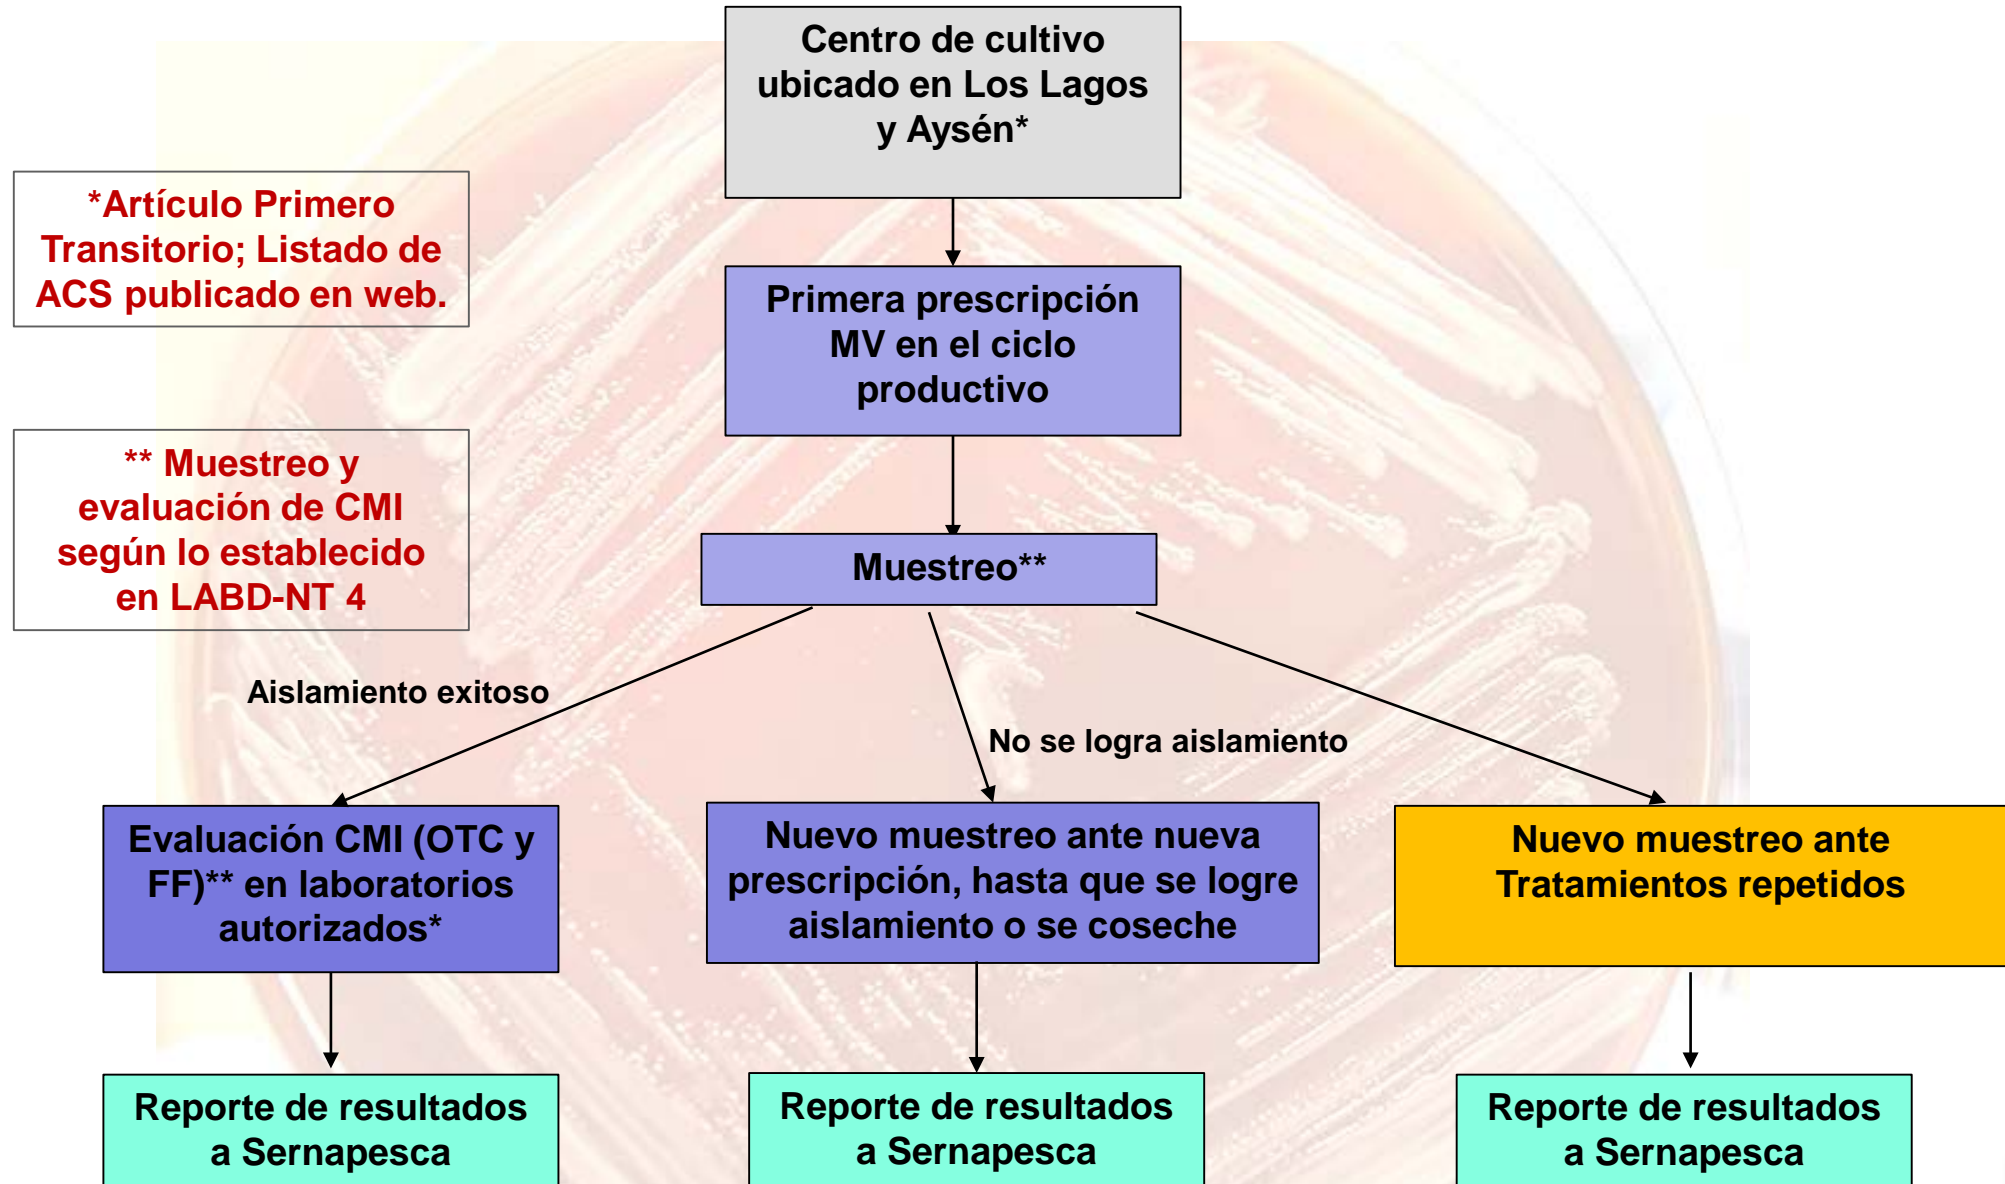 Centro de cultivo
ubicado en Los Lagos
y Aysén*
*Artículo Primero
Transitorio; Listado de
ACS publicado en web.
Primera prescripción
MV en el ciclo
productivo
** Muestreo y
evaluación de CMI
según lo establecido
en LABD-NT 4
Muestreo**
Aislamiento exitoso
No se logra aislamiento
Evaluación CMI (OTC y
FF)** en laboratorios
autorizados*
Nuevo muestreo ante nueva
prescripción, hasta que se logre
aislamiento o se coseche
Nuevo muestreo ante
Tratamientos repetidos
Reporte de resultados
a Sernapesca
Reporte de resultados
a Sernapesca
Reporte de resultados
a Sernapesca